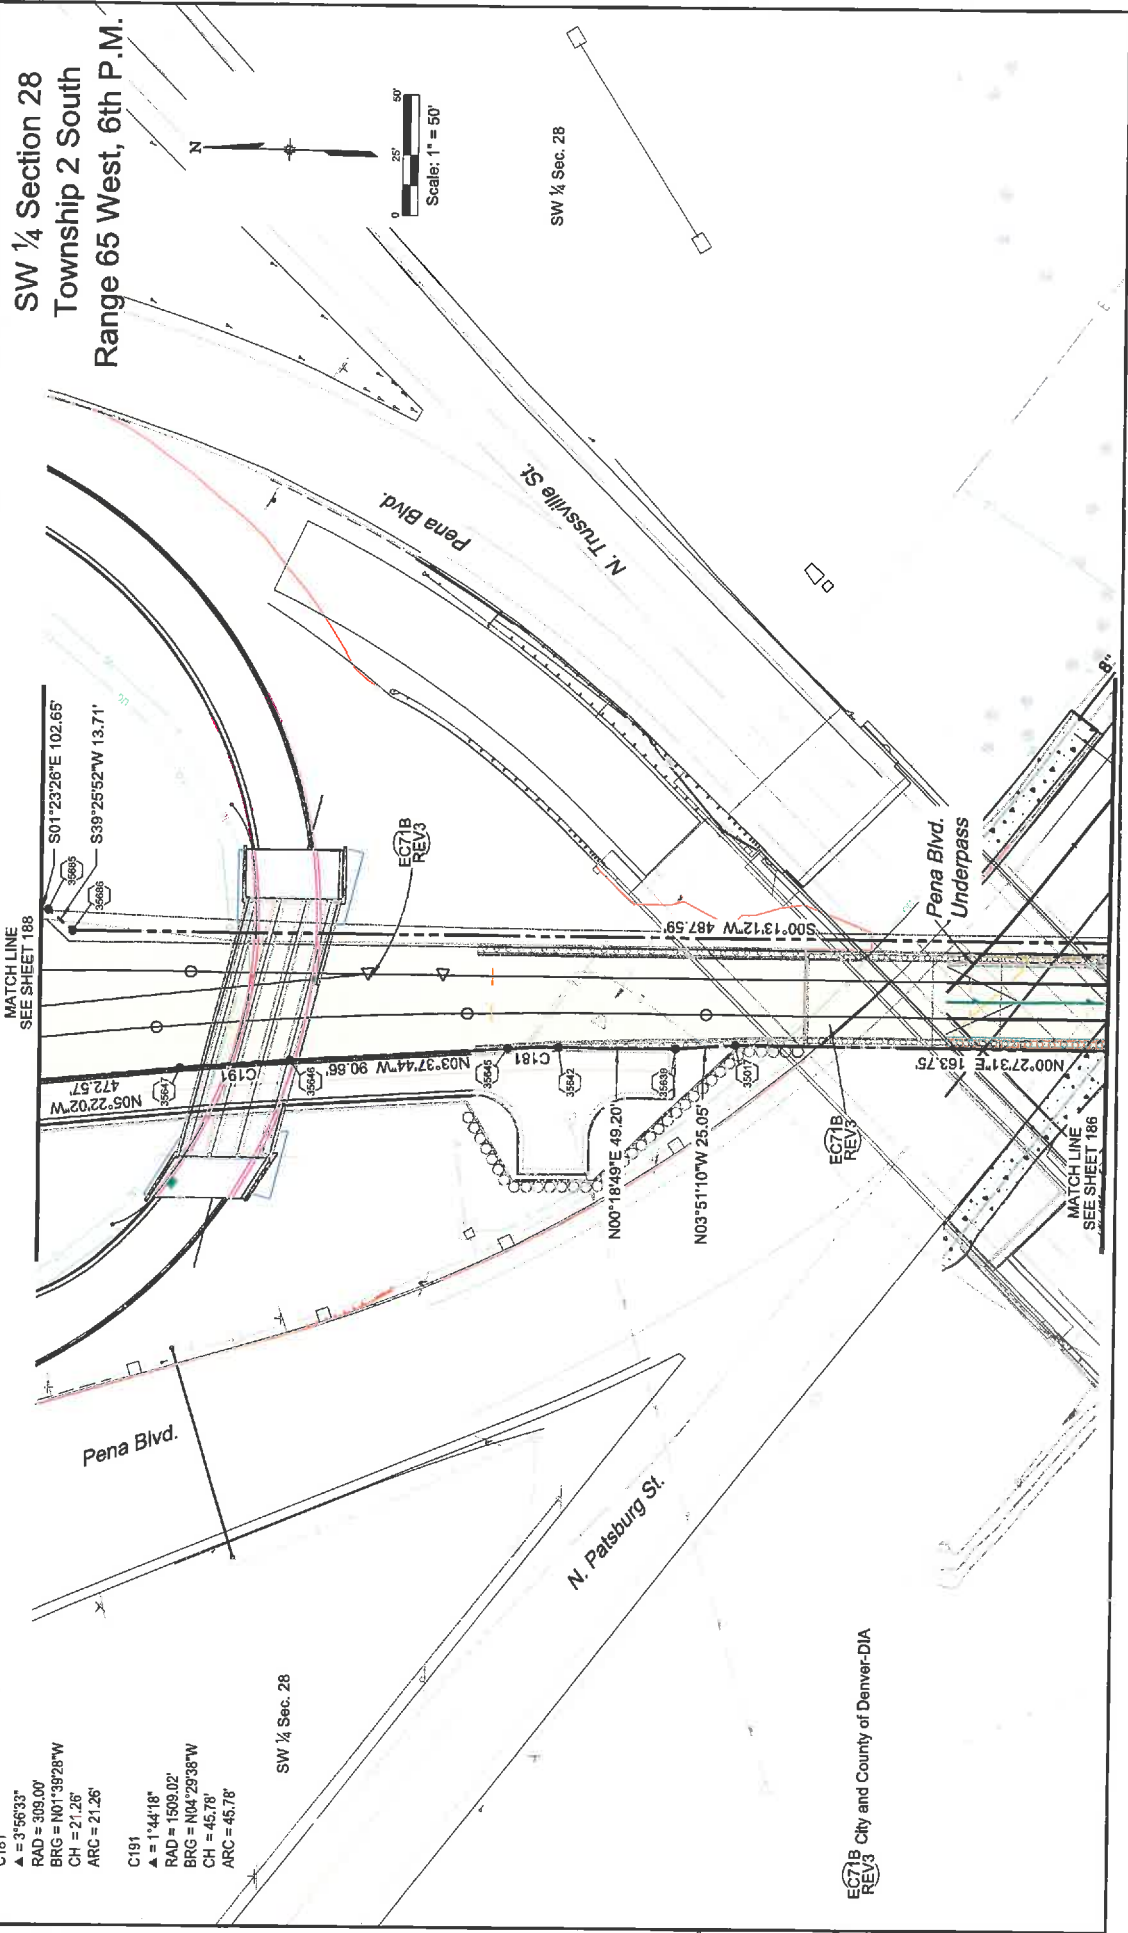 SW ¼ Section 28
Township 2 South
Range 65 West, 6th P.M.
N
0 25' 50'
Scale: 1" = 50'
SW ¼ Sec. 28
MATCH LINE
SEE SHEET 188
S01°23'26"E 102.65'
35685
S39°25'52"W 13.71'
35686
Pena Blvd.
N. Trussville St.
EC71B
REV3
S00°13'12"W 487.59'
Pena Blvd.
Underpass
8"
N05°22'02"W
472.57'
35647
C191
35646
N03°37'44"W 90.66'
35645
C181
35642
N00°18'49"E 49.20'
35639
N03°51'10"W 25.05'
35017
EC71B
REV3
N00°27'31"E
163.75'
MATCH LINE
SEE SHEET 186
Pena Blvd.
N. Patsburg St.
SW ¼ Sec. 28
C181
▲ = 3°56'33"
RAD = 309.00'
BRG = N01°39'28"W
CH = 21.26'
ARC = 21.26'
C191
▲ = 1°44'18"
RAD = 1509.02'
BRG = N04°29'38"W
CH = 45.78'
ARC = 45.78'
EC71B
REV3
City and County of Denver-DIA